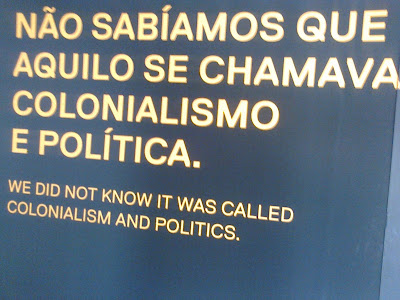 NÃO SABÍAMOS QUE
AQUILO SE CHAMAVA
COLONIALISMO
E POLÍTICA.
WE DID NOT KNOW IT WAS CALLED
COLONIALISM AND POLITICS.